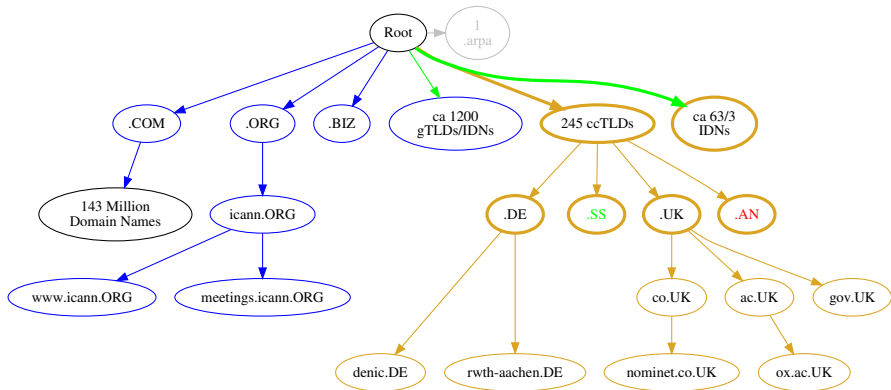 Root
1
.arpa
.COM
.ORG
.BIZ
ca 1200
gTLDs/IDNs
245 ccTLDs
ca 63/3
IDNs
143 Million
Domain Names
icann.ORG
.DE
.SS
.UK
.AN
www.icann.ORG
meetings.icann.ORG
co.UK
ac.UK
gov.UK
denic.DE
rwth-aachen.DE
nominet.co.UK
ox.ac.UK